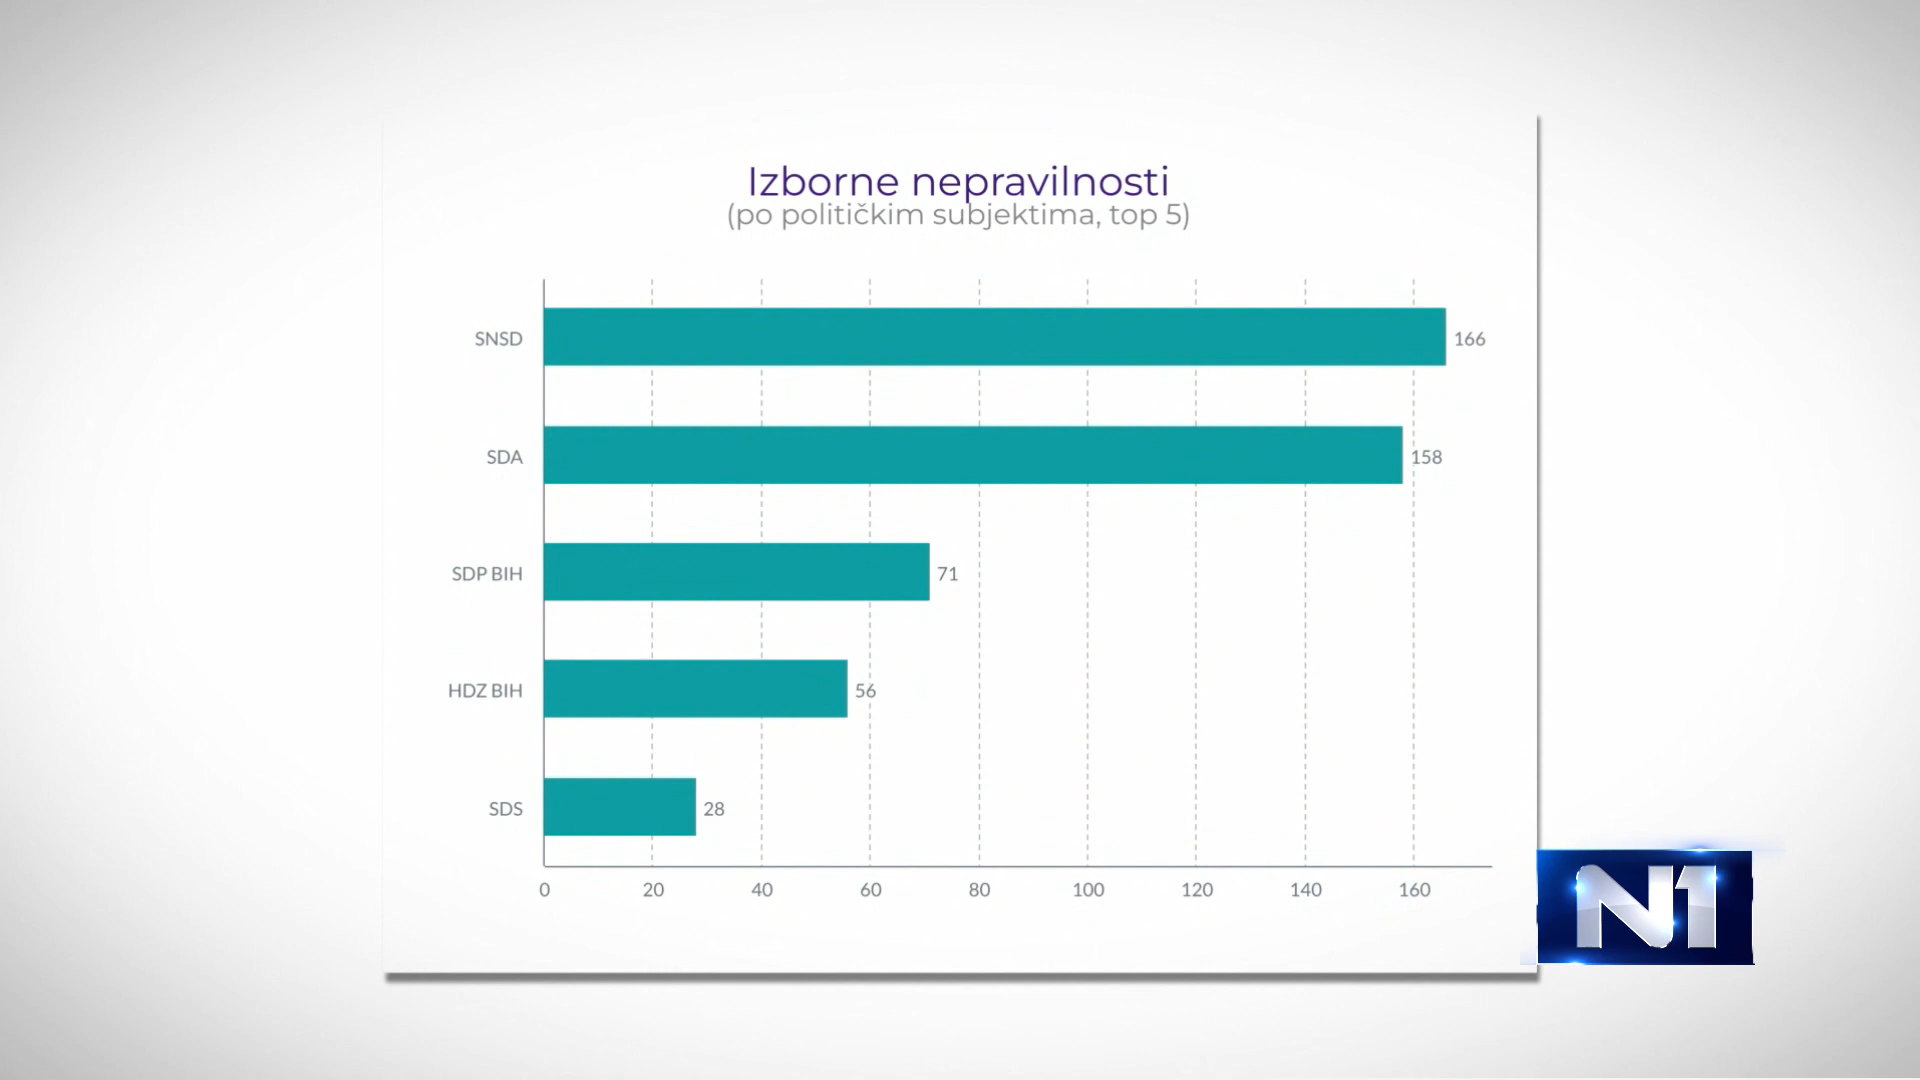 Izborne nepravilnosti
(po političkim subjektima, top 5)
SNSD 166
SDA 158
SDP BIH 71
HDZ BIH 56
SDS 28
0 20 40 60 80 100 120 140 160
N1